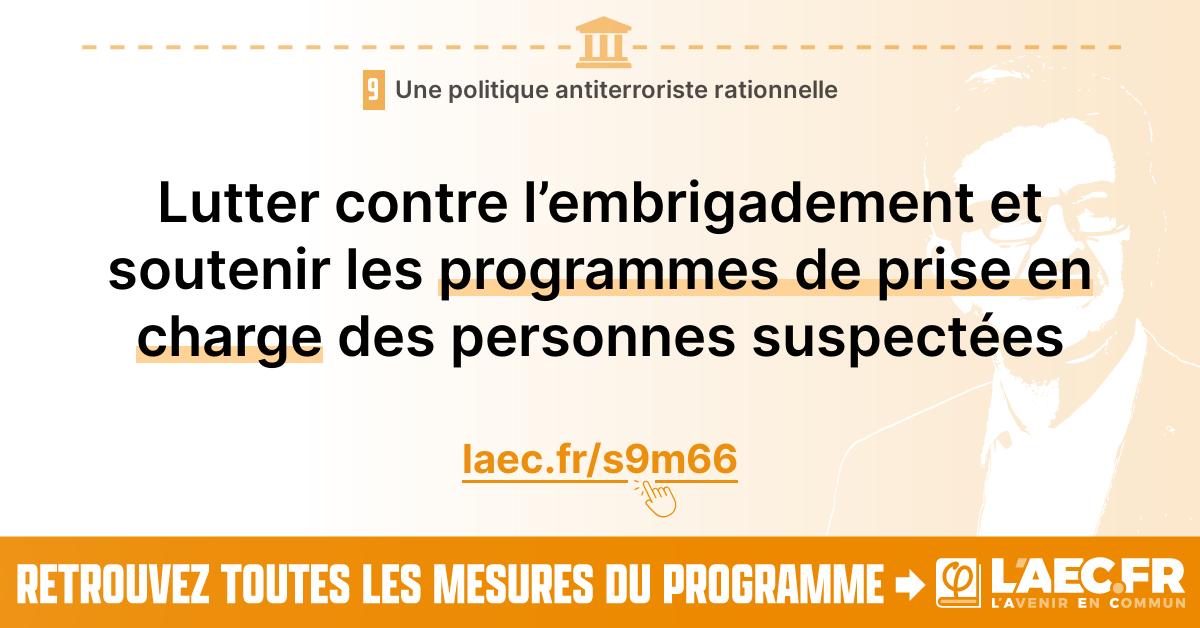 9 Une politique antiterroriste rationnelle
Lutter contre l’embrigadement et
soutenir les programmes de prise en
charge des personnes suspectées
laec.fr/s9m66
RETROUVEZ TOUTES LES MESURES DU PROGRAMME
φ L'AEC.FR
L'AVENIR EN COMMUN